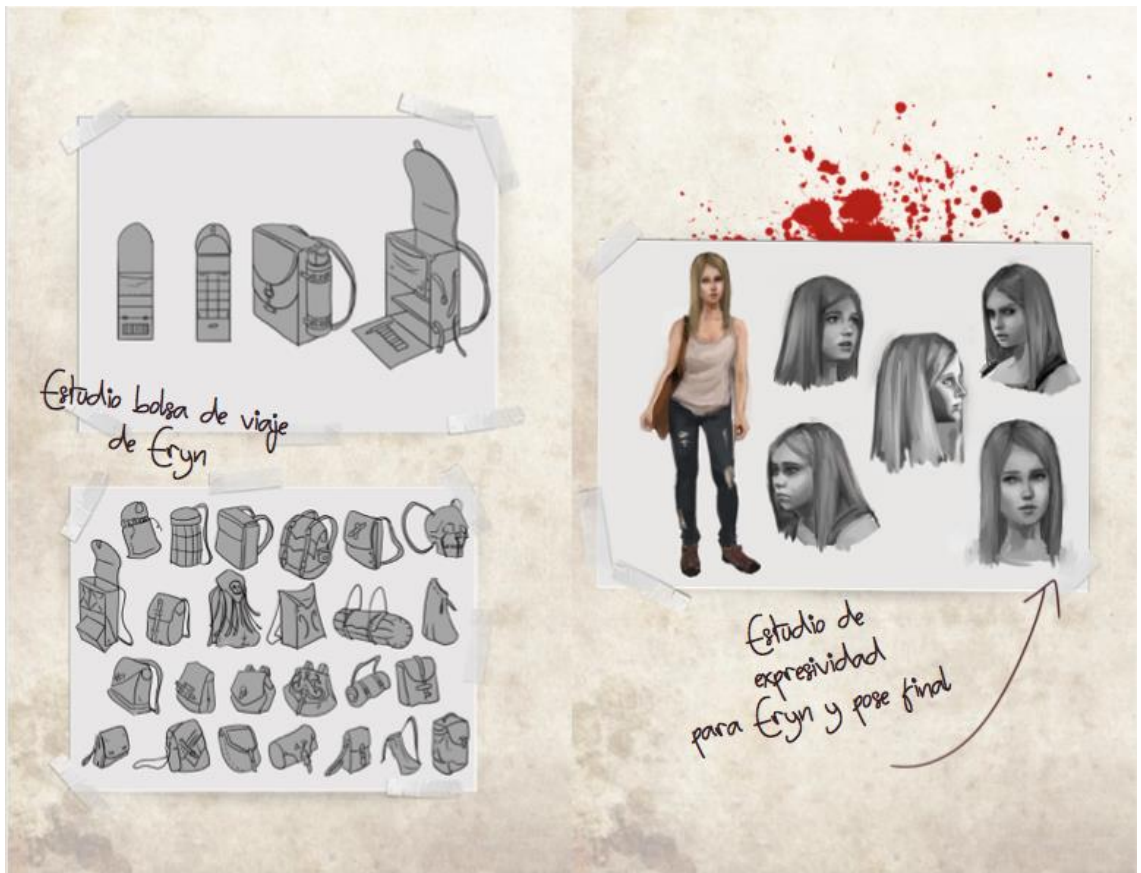 Estudio bolsa de viaje
de Eryn
Estudio de
expresividad
para Eryn y pose final